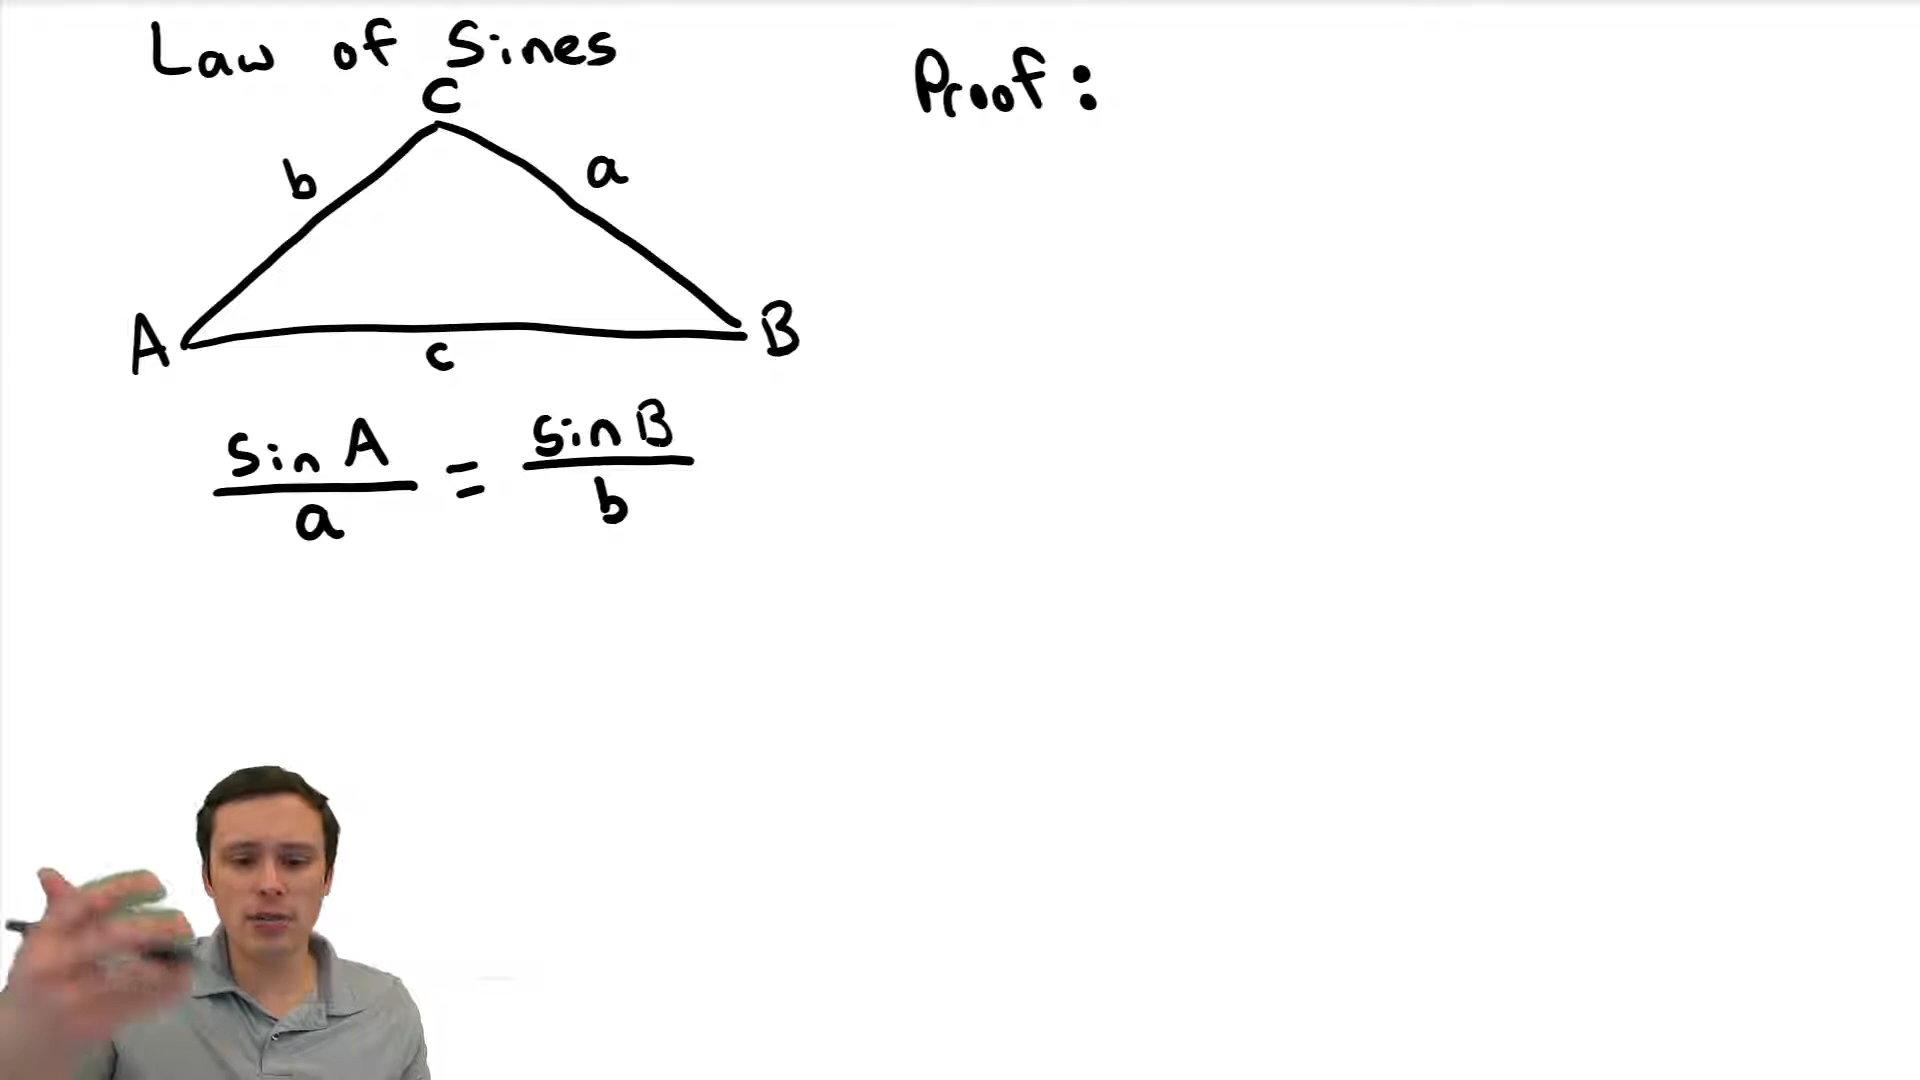 Law of Sines
Proof:
C
b
a
A
B
c
sin A / a = sin B / b